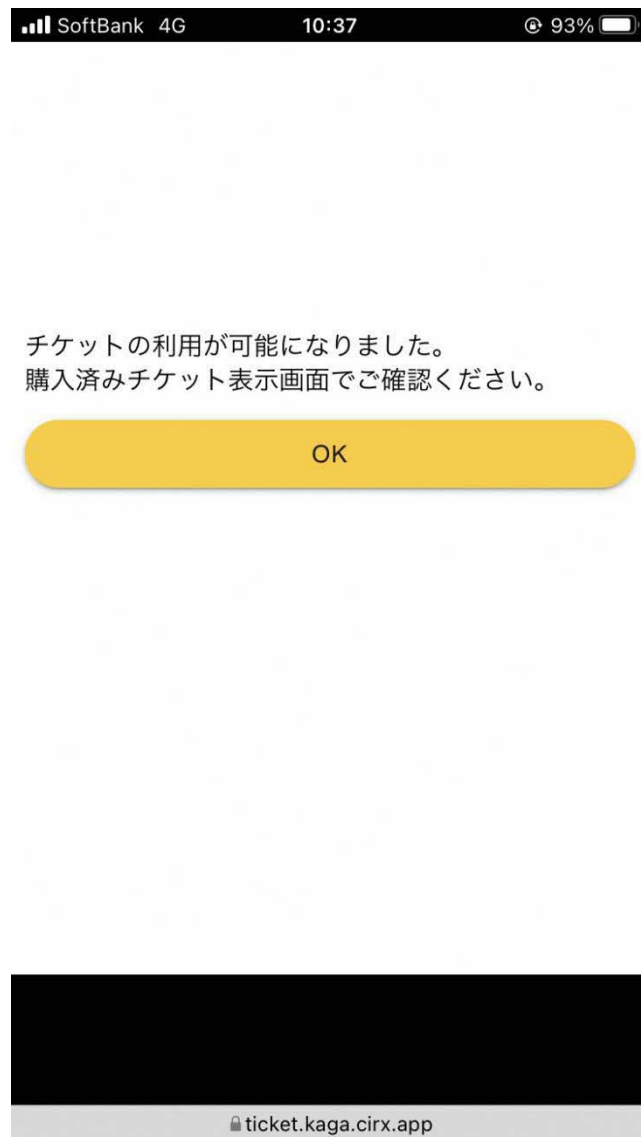 SoftBank 4G 10:37 93%
チケットの利用が可能になりました。
購入済みチケット表示画面でご確認ください。
OK
ticket.kaga.cirx.app